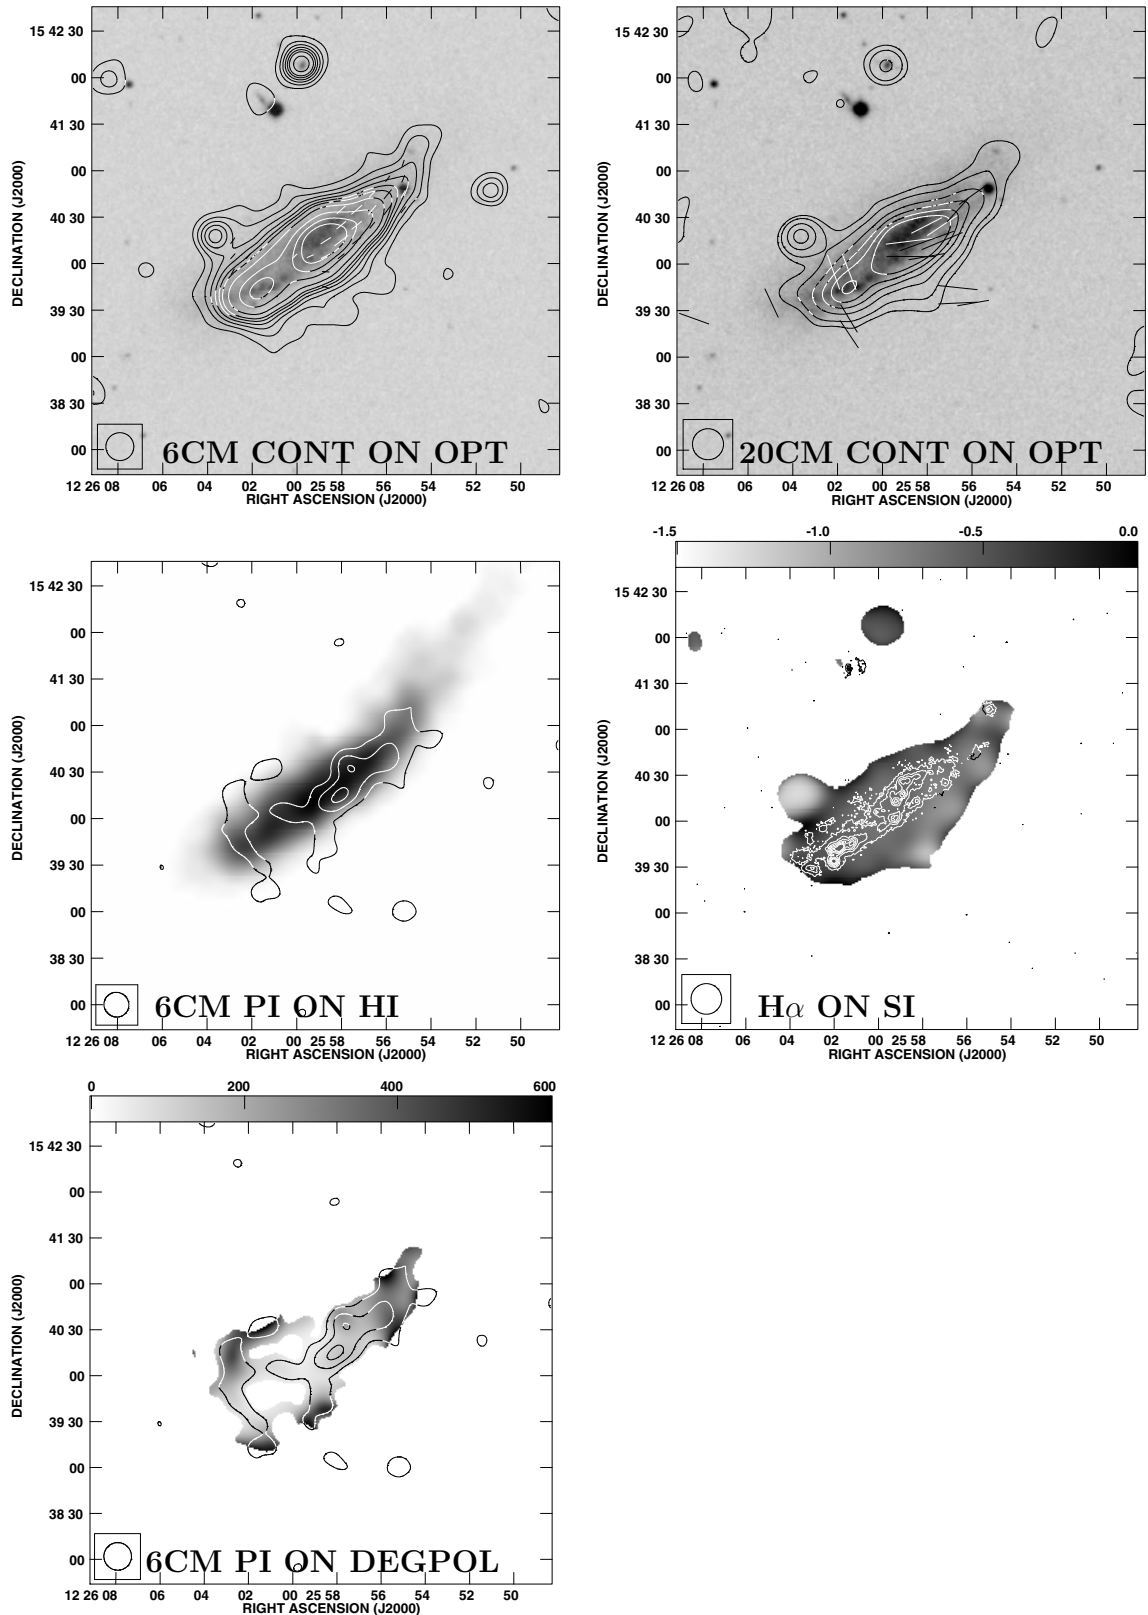 15 42 30
00
41 30
00
40 30
00
39 30
00
38 30
00
DECLINATION (J2000)
6CM CONT ON OPT
12 26 08 06 04 02 00 25 58 56 54 52 50
RIGHT ASCENSION (J2000)
15 42 30
00
41 30
00
40 30
00
39 30
00
38 30
00
DECLINATION (J2000)
20CM CONT ON OPT
12 26 08 06 04 02 00 25 58 56 54 52 50
RIGHT ASCENSION (J2000)
15 42 30
00
41 30
00
40 30
00
39 30
00
38 30
00
DECLINATION (J2000)
6CM PI ON HI
12 26 08 06 04 02 00 25 58 56 54 52 50
RIGHT ASCENSION (J2000)
-1.5 -1.0 -0.5 0.0
15 42 30
00
41 30
00
40 30
00
39 30
00
38 30
00
DECLINATION (J2000)
Hα ON SI
12 26 08 06 04 02 00 25 58 56 54 52 50
RIGHT ASCENSION (J2000)
0 200 400 600
15 42 30
00
41 30
00
40 30
00
39 30
00
38 30
00
DECLINATION (J2000)
6CM PI ON DEGPOL
12 26 08 06 04 02 00 25 58 56 54 52 50
RIGHT ASCENSION (J2000)